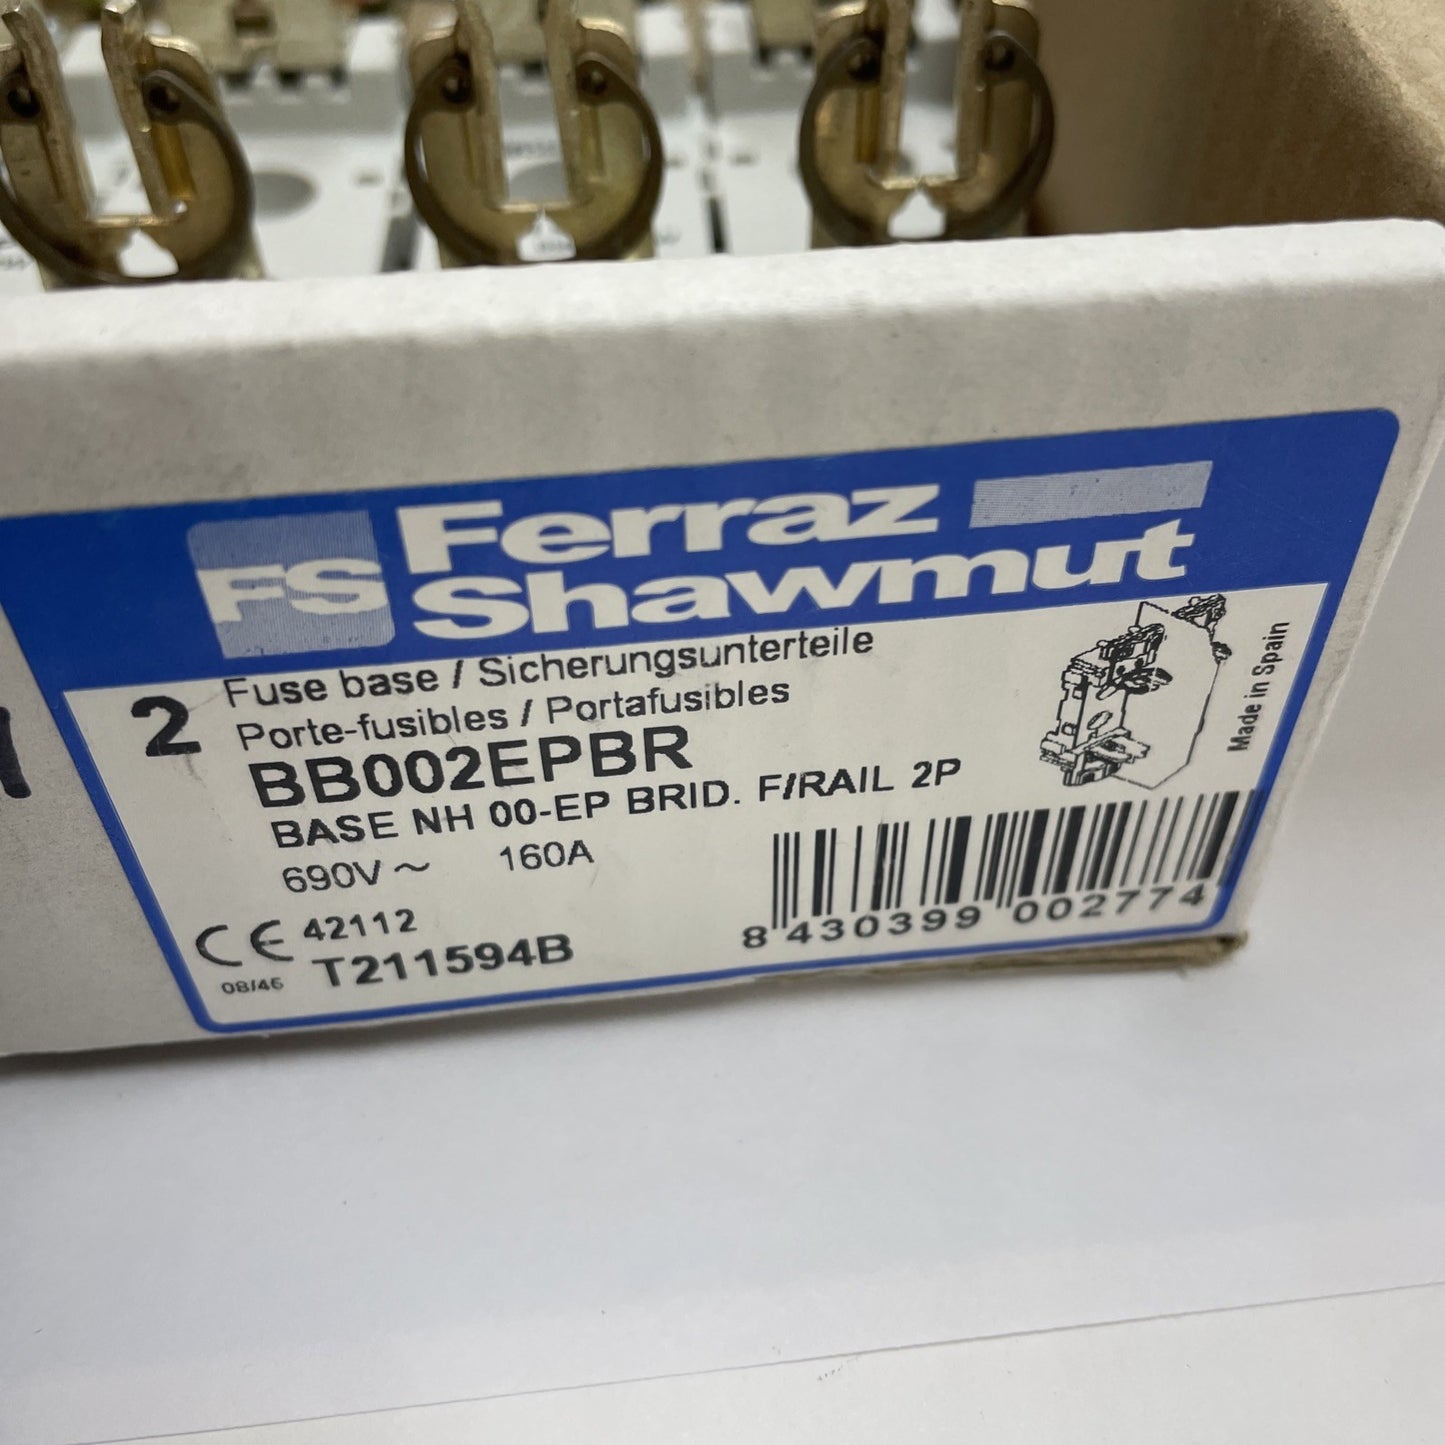 FS
Ferraz
Shawmut
2
Fuse base / Sicherungsunterteile
Porte-fusibles / Portafusibles
BB002EPBR
BASE NH 00-EP BRID. F/RAIL 2P
690V ~ 160A
CE 42112
08/46 T211594B
8 430399 002774
Made in Spain